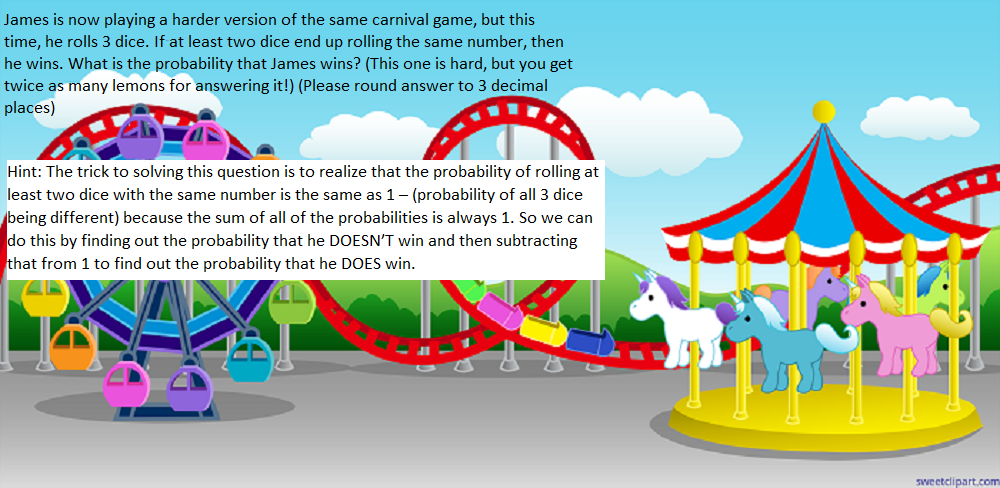 James is now playing a harder version of the same carnival game, but this
time, he rolls 3 dice. If at least two dice end up rolling the same number, then
he wins. What is the probability that James wins? (This one is hard, but you get
twice as many lemons for answering it!) (Please round answer to 3 decimal
places)
Hint: The trick to solving this question is to realize that the probability of rolling at
least two dice with the same number is the same as 1 – (probability of all 3 dice
being different) because the sum of all of the probabilities is always 1. So we can
do this by finding out the probability that he DOESN’T win and then subtracting
that from 1 to find out the probability that he DOES win.
sweetclipart.com